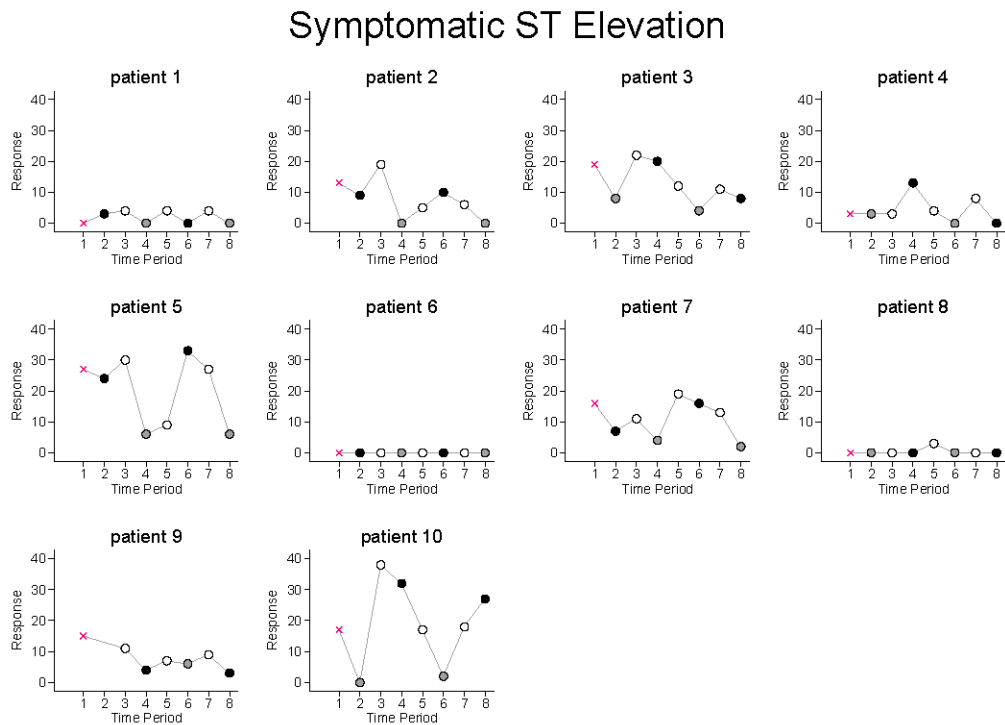 Symptomatic ST Elevation
patient 1
40
30
20
10
0
Response
1 2 3 4 5 6 7 8
Time Period
patient 2
40
30
20
10
0
Response
1 2 3 4 5 6 7 8
Time Period
patient 3
40
30
20
10
0
Response
1 2 3 4 5 6 7 8
Time Period
patient 4
40
30
20
10
0
Response
1 2 3 4 5 6 7 8
Time Period
patient 5
40
30
20
10
0
Response
1 2 3 4 5 6 7 8
Time Period
patient 6
40
30
20
10
0
Response
1 2 3 4 5 6 7 8
Time Period
patient 7
40
30
20
10
0
Response
1 2 3 4 5 6 7 8
Time Period
patient 8
40
30
20
10
0
Response
1 2 3 4 5 6 7 8
Time Period
patient 9
40
30
20
10
0
Response
1 2 3 4 5 6 7 8
Time Period
patient 10
40
30
20
10
0
Response
1 2 3 4 5 6 7 8
Time Period